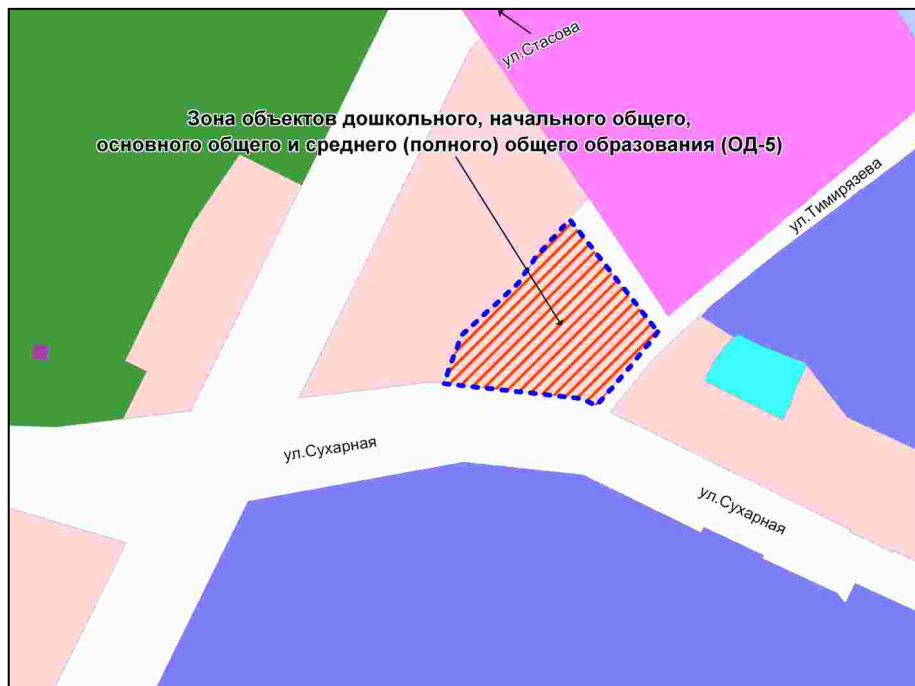 ул.Стасова
Зона объектов дошкольного, начального общего,
основного общего и среднего (полного) общего образования (ОД-5)
ул.Тимирязева
ул.Сухарная
ул.Сухарная